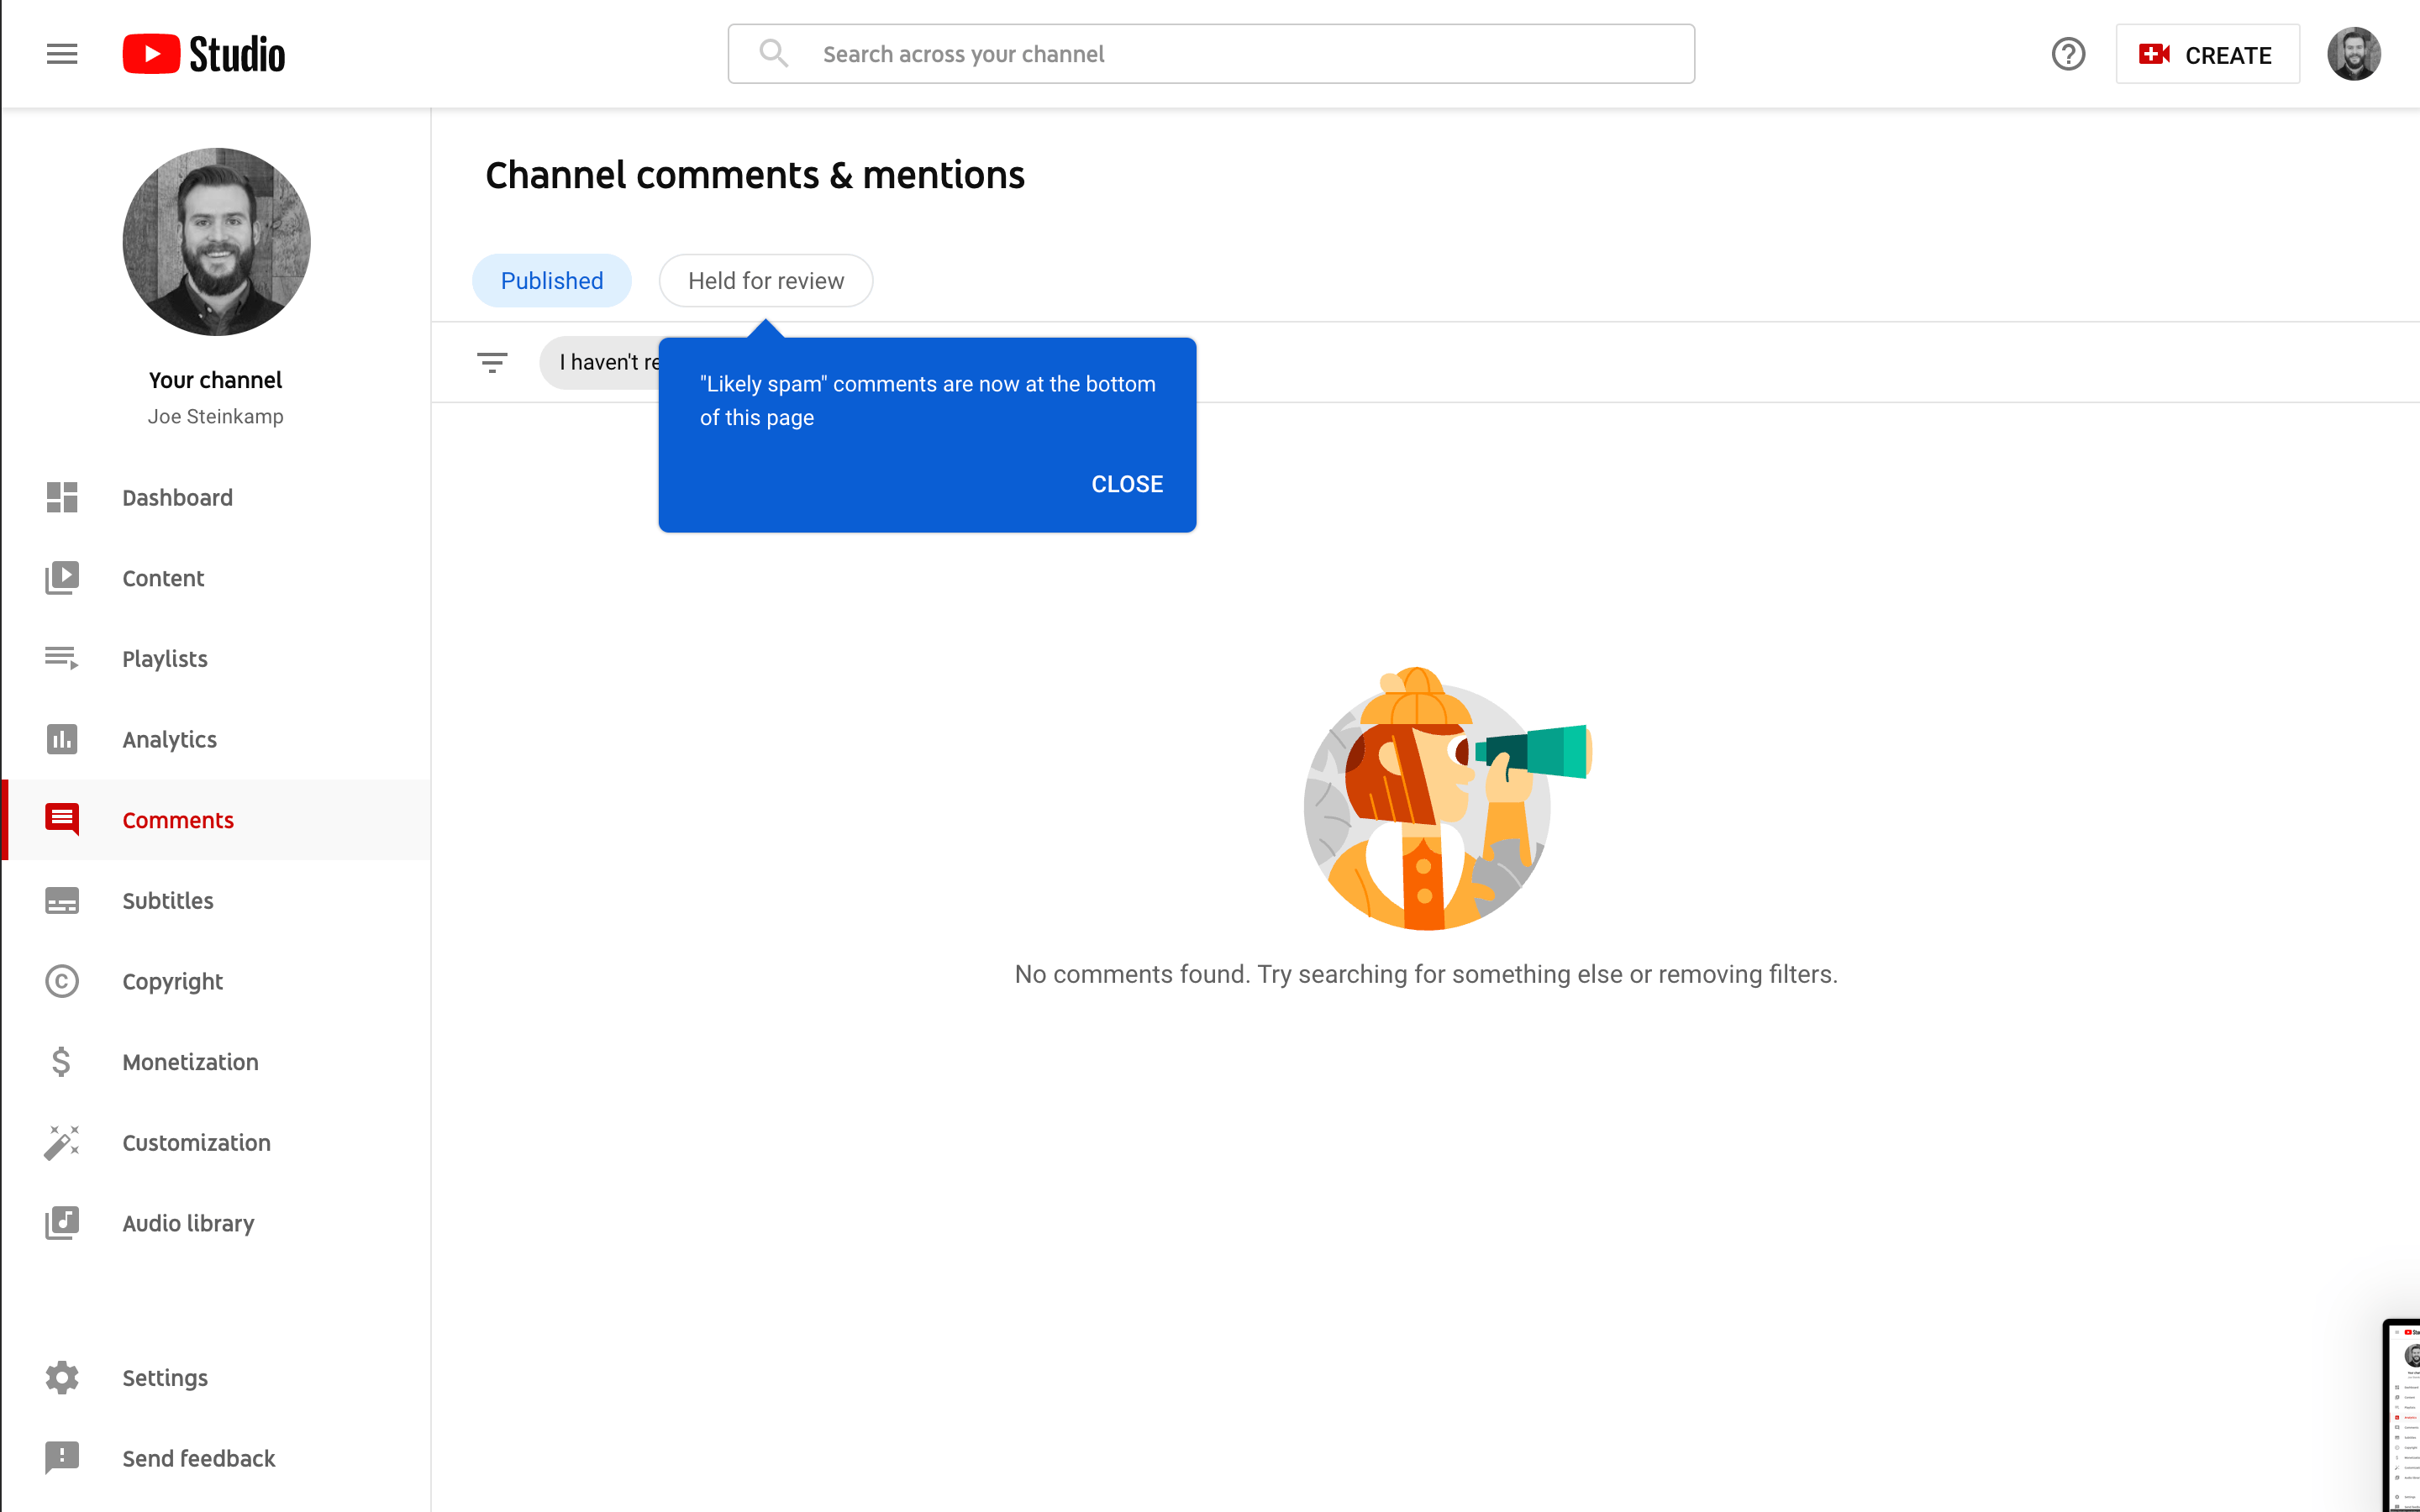 Studio
Search across your channel
CREATE
Channel comments & mentions
Published
Held for review
I haven't re
"Likely spam" comments are now at the bottom
of this page
CLOSE
Your channel
Joe Steinkamp
Dashboard
Content
Playlists
Analytics
Comments
Subtitles
Copyright
Monetization
Customization
Audio library
Settings
Send feedback
No comments found. Try searching for something else or removing filters.